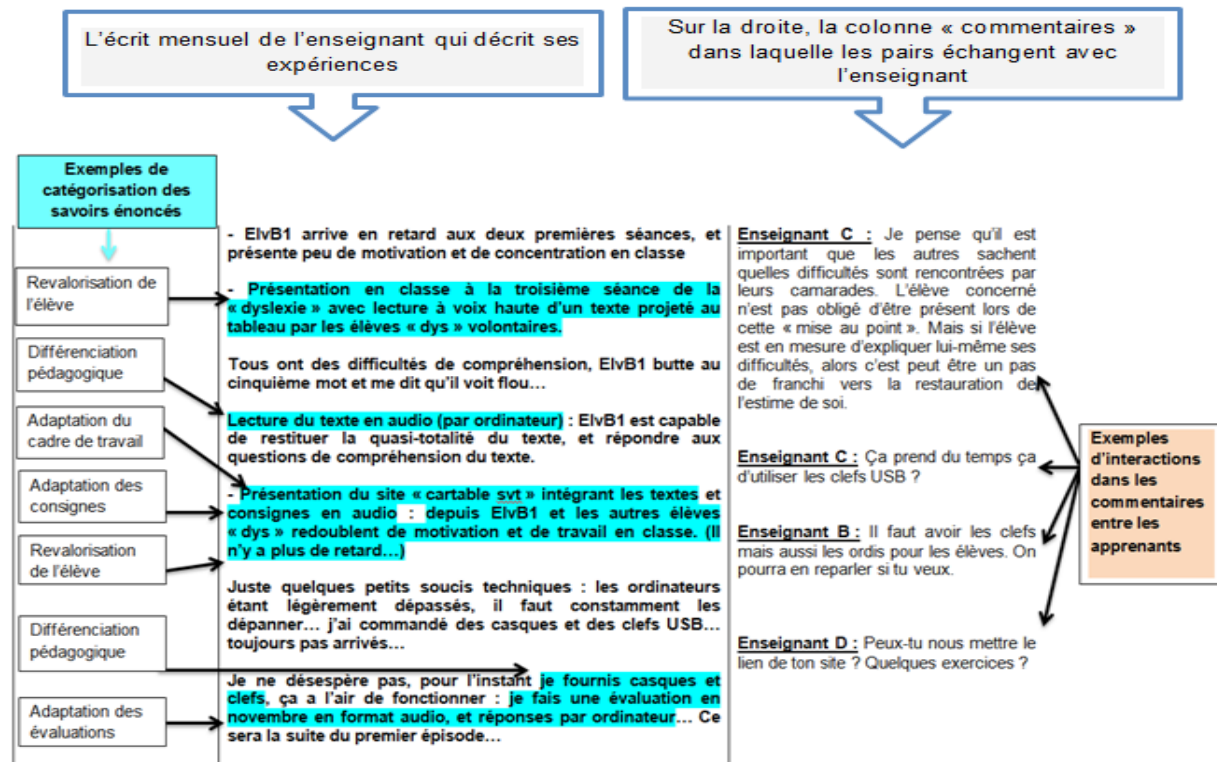 L'écrit mensuel de l'enseignant qui décrit ses
expériences
Sur la droite, la colonne « commentaires »
dans laquelle les pairs échangent avec
l'enseignant
Exemples de
catégorisation des
savoirs énoncés
Revalorisation de
l'élève
Différenciation
pédagogique
Adaptation du
cadre de travail
Adaptation des
consignes
Revalorisation
de l'élève
Différenciation
pédagogique
Adaptation des
évaluations
- ElvB1 arrive en retard aux deux premières séances, et
présente peu de motivation et de concentration en classe
- Présentation en classe à la troisième séance de la
« dyslexie » avec lecture à voix haute d'un texte projeté au
tableau par les élèves « dys » volontaires.
Tous ont des difficultés de compréhension, ElvB1 butte au
cinquième mot et me dit qu'il voit flou…
Lecture du texte en audio (par ordinateur) : ElvB1 est capable
de restituer la quasi-totalité du texte, et répondre aux
questions de compréhension du texte.
- Présentation du site « cartable svt » intégrant les textes et
consignes en audio : depuis ElvB1 et les autres élèves
« dys » redoublent de motivation et de travail en classe. (Il
n'y a plus de retard…)
Juste quelques petits soucis techniques : les ordinateurs
étant légèrement dépassés, il faut constamment les
dépanner… j'ai commandé des casques et des clefs USB…
toujours pas arrivés…
Je ne désespère pas, pour l'instant je fournis casques et
clefs, ça a l'air de fonctionner : je fais une évaluation en
novembre en format audio, et réponses par ordinateur… Ce
sera la suite du premier épisode…
Enseignant C : Je pense qu'il est
important que les autres sachent
quelles difficultés sont rencontrées par
leurs camarades. L'élève concerné
n'est pas obligé d'être présent lors de
cette « mise au point ». Mais si l'élève
est en mesure d'expliquer lui-même ses
difficultés, alors c'est peut être un pas
de franchi vers la restauration de
l'estime de soi.
Enseignant C : Ça prend du temps ça
d'utiliser les clefs USB ?
Enseignant B : Il faut avoir les clefs
mais aussi les ordis pour les élèves. On
pourra en reparler si tu veux.
Enseignant D : Peux-tu nous mettre le
lien de ton site ? Quelques exercices ?
Exemples
d'interactions
dans les
commentaires
entre les
apprenants